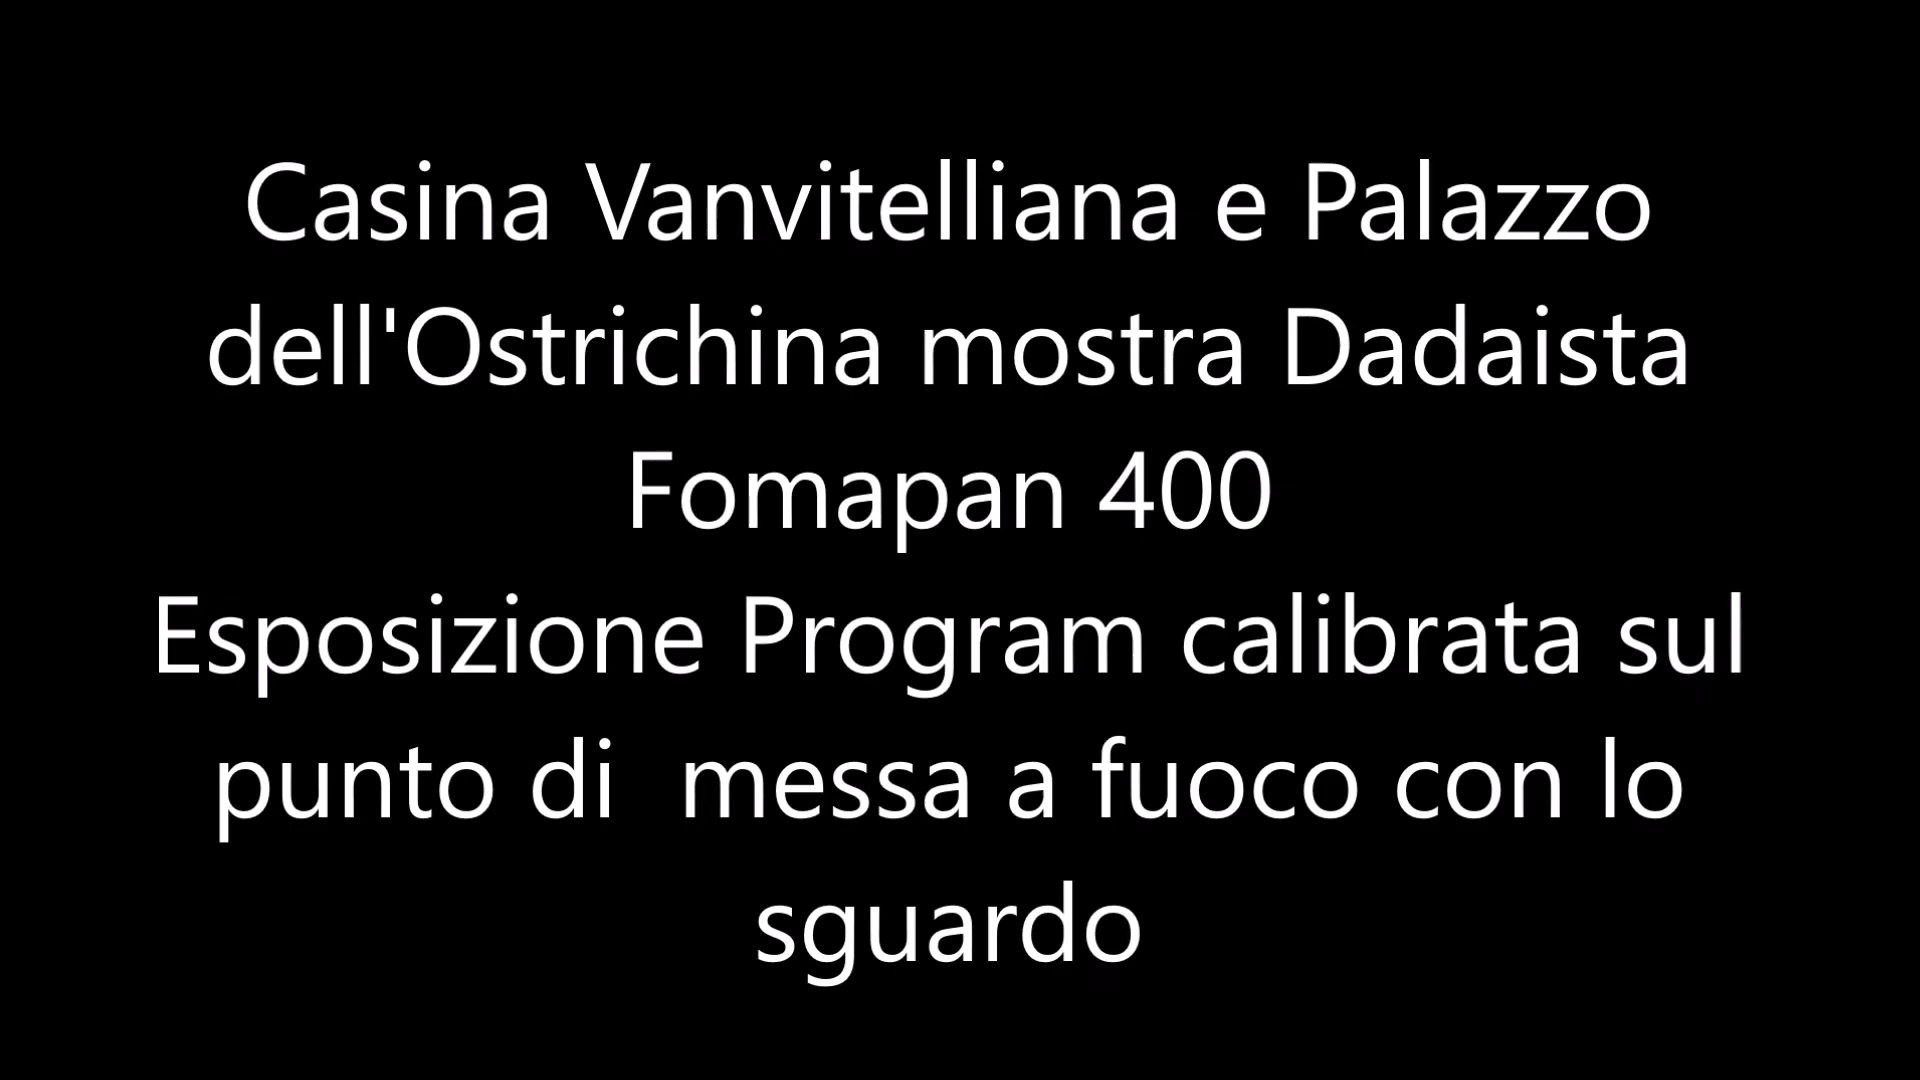 Casina Vanvitelliana e Palazzo
dell'Ostrichina mostra Dadaista
Fomapan 400
Esposizione Program calibrata sul
punto di  messa a fuoco con lo
sguardo